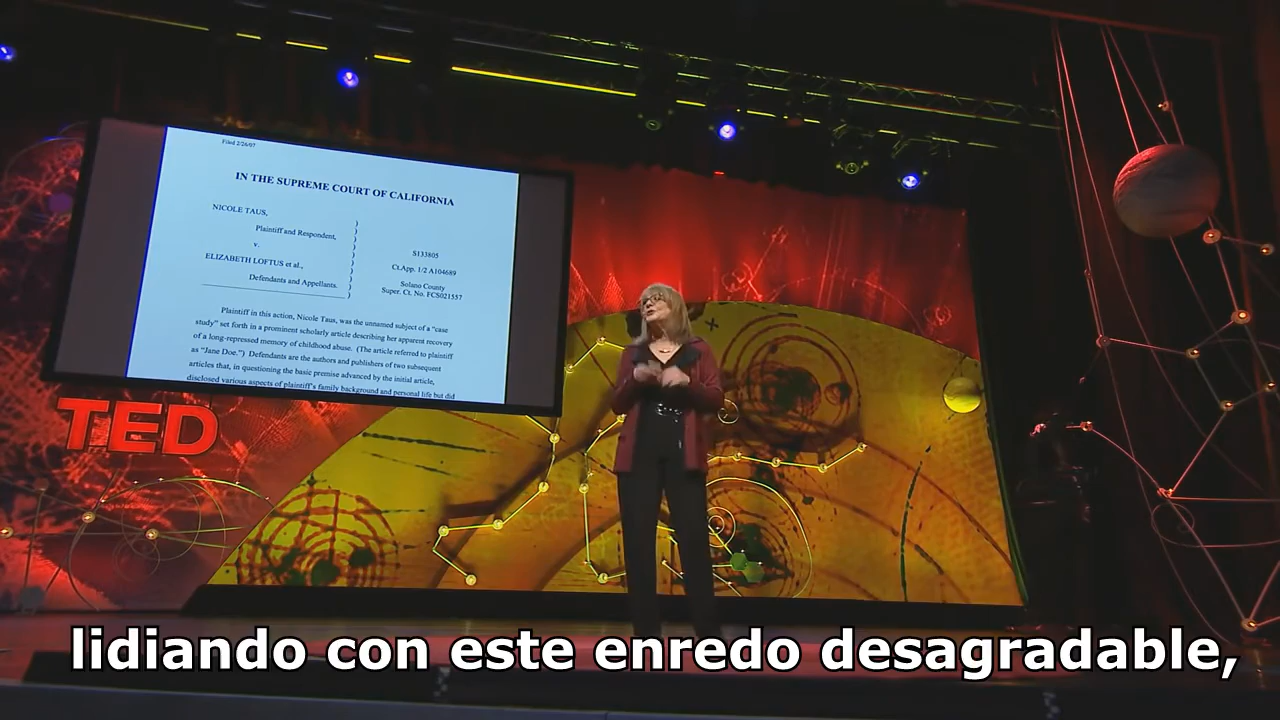 Filed 2/26/07
IN THE SUPREME COURT OF CALIFORNIA
NICOLE TAUS,
Plaintiff and Respondent,
v.
ELIZABETH LOFTUS et al.,
Defendants and Appellants.
)
)
)
)
)
)
)
S133805
Ct.App. 1/2 A104689
Solano County
Super. Ct. No. FCS021557
Plaintiff in this action, Nicole Taus, was the unnamed subject of a “case
study” set forth in a prominent scholarly article describing her apparent recovery
of a long-repressed memory of childhood abuse. (The article referred to plaintiff
as “Jane Doe.”) Defendants are the authors and publishers of two subsequent
articles that, in questioning the basic premise advanced by the initial article,
disclosed various aspects of plaintiff’s family background and personal life but did
TED
lidiando con este enredo desagradable,